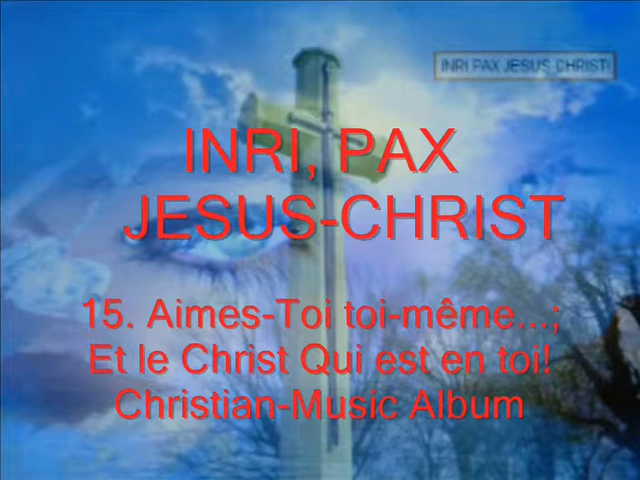 INRI PAX JESUS CHRIST!
INRI, PAX
JESUS-CHRIST
15. Aimes-Toi toi-même...;
Et le Christ Qui est en toi!
Christian-Music Album